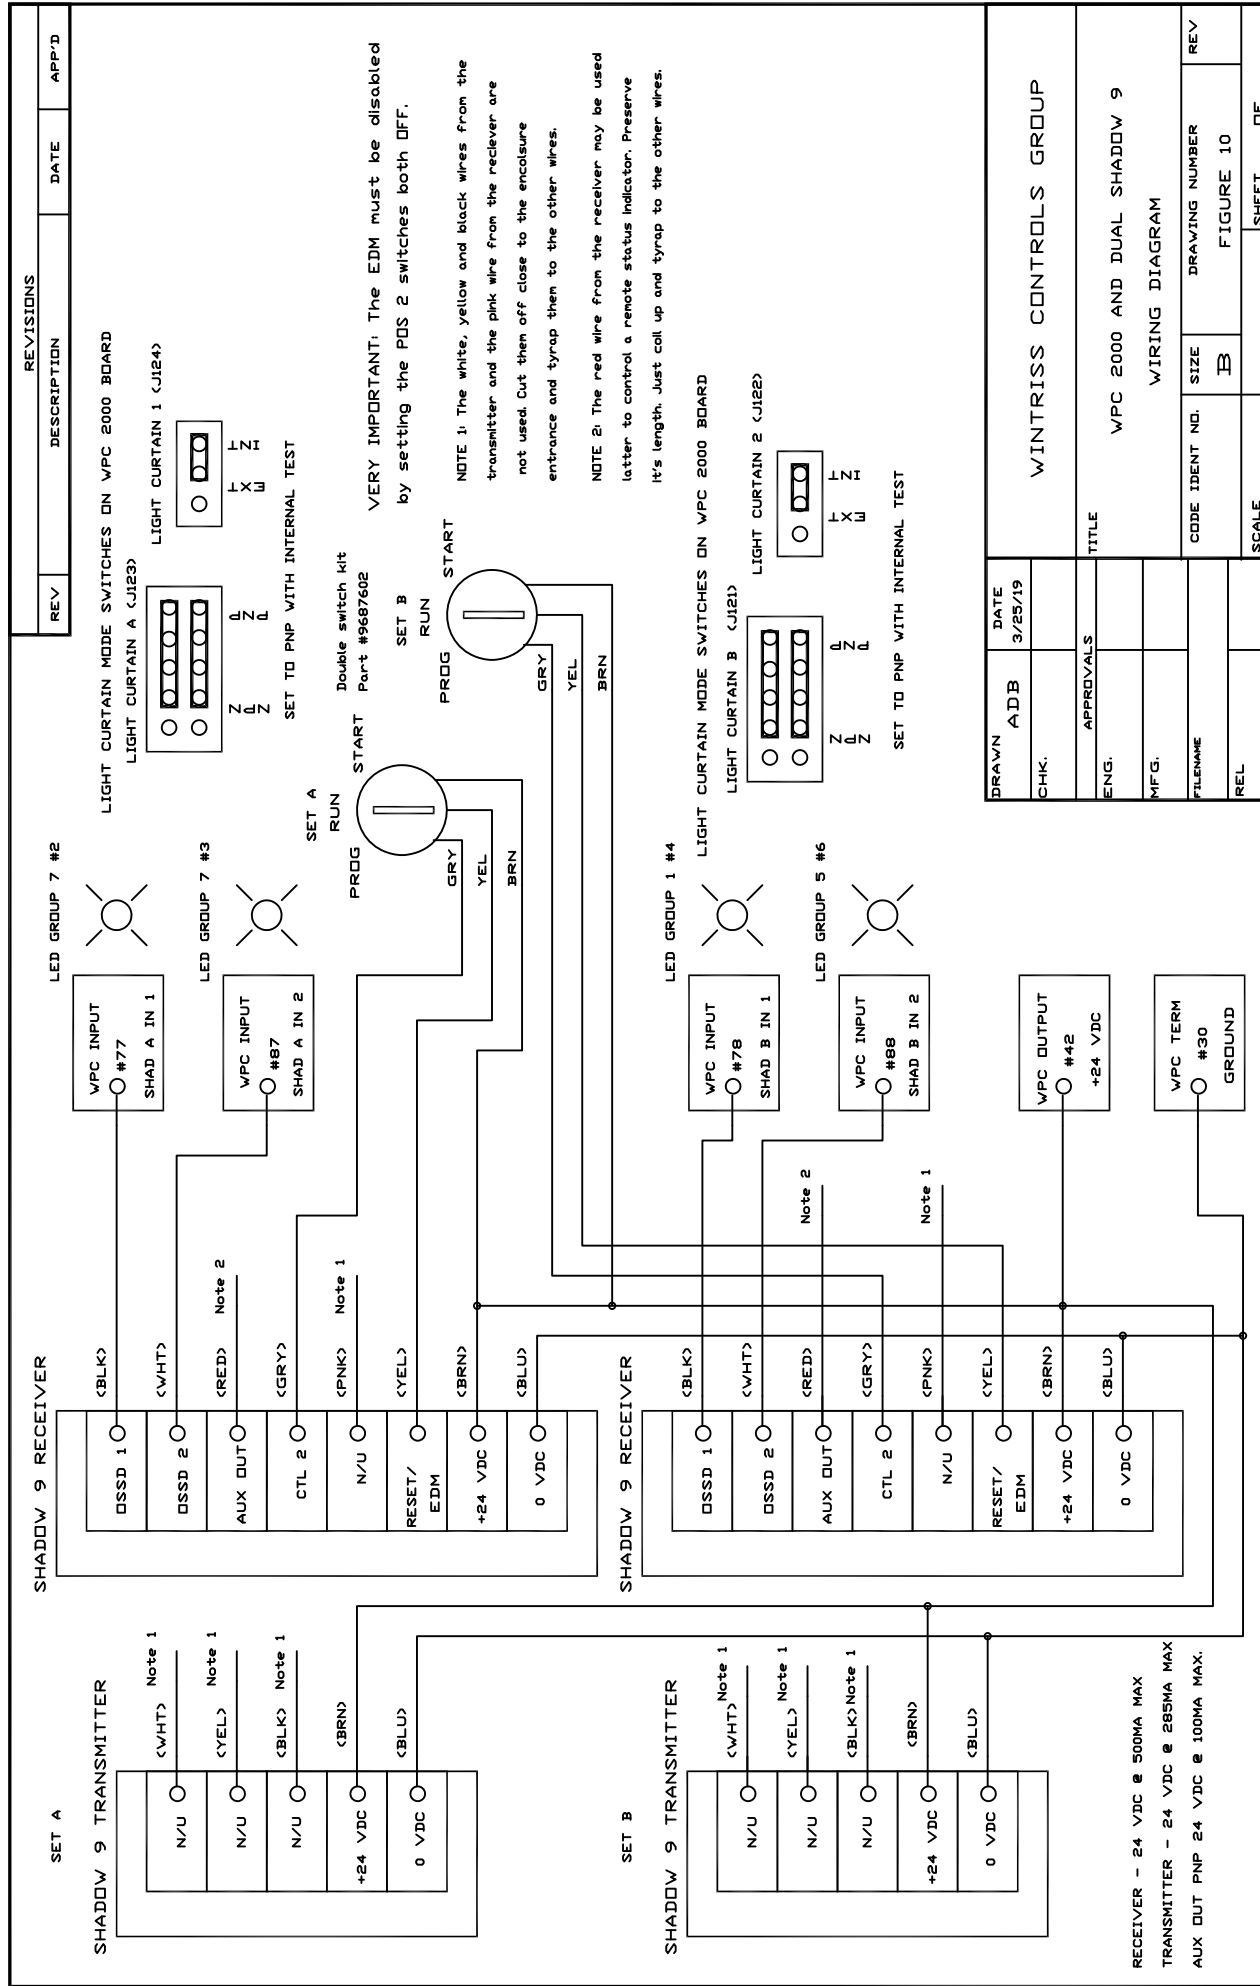 REVISIONS
REV DESCRIPTION DATE APP'D
SET A
SHADOW 9 TRANSMITTER
N/U (WHT) Note 1
N/U (YEL) Note 1
N/U (BLK) Note 1
+24 VDC (BRN)
0 VDC (BLU)
SHADOW 9 RECEIVER
OSSD 1 (BLK)
OSSD 2 (WHT)
AUX OUT (RED) Note 2
CTL 2 (GRY)
N/U (PNK) Note 1
RESET/
EDM (YEL)
+24 VDC (BRN)
0 VDC (BLU)
LED GROUP 7 #2
WPC INPUT
#77
SHAD A IN 1
LED GROUP 7 #3
WPC INPUT
#87
SHAD A IN 2
LIGHT CURTAIN MODE SWITCHES ON WPC 2000 BOARD
LIGHT CURTAIN A (J123)
NPN PNP
LIGHT CURTAIN 1 (J124)
EXT INT
SET TO PNP WITH INTERNAL TEST
SET A
RUN
PROG START
GRY
YEL
BRN
Double switch kit
Part #9687602
SET B
RUN
PROG START
GRY
YEL
BRN
VERY IMPORTANT: The EDM must be disabled
by setting the POS 2 switches both OFF.
NOTE 1: The white, yellow and black wires from the
transmitter and the pink wire from the reciever are
not used. Cut them off close to the encolsure
entrance and tyrap them to the other wires.
NOTE 2: The red wire from the receiver may be used
latter to control a remote status indicator. Preserve
it's length. Just coil up and tyrap to the other wires.
SET B
SHADOW 9 TRANSMITTER
N/U (WHT) Note 1
N/U (YEL) Note 1
N/U (BLK) Note 1
+24 VDC (BRN)
0 VDC (BLU)
SHADOW 9 RECEIVER
OSSD 1 (BLK)
OSSD 2 (WHT)
AUX OUT (RED) Note 2
CTL 2 (GRY)
N/U (PNK) Note 1
RESET/
EDM (YEL)
+24 VDC (BRN)
0 VDC (BLU)
LED GROUP 1 #4
WPC INPUT
#78
SHAD B IN 1
LED GROUP 5 #6
WPC INPUT
#88
SHAD B IN 2
WPC OUTPUT
#42
+24 VDC
WPC TERM
#30
GROUND
LIGHT CURTAIN MODE SWITCHES ON WPC 2000 BOARD
LIGHT CURTAIN B (J121)
NPN PNP
LIGHT CURTAIN 2 (J122)
EXT INT
SET TO PNP WITH INTERNAL TEST
RECEIVER - 24 VDC @ 500MA MAX
TRANSMITTER - 24 VDC @ 285MA MAX
AUX OUT PNP 24 VDC @ 100MA MAX.
DRAWN ADB DATE 3/25/19
CHK.
APPROVALS
ENG.
MFG.
FILENAME
REL
WINTRISS CONTROLS GROUP
TITLE
WPC 2000 AND DUAL SHADOW 9
WIRING DIAGRAM
CODE IDENT NO. SIZE B DRAWING NUMBER FIGURE 10 REV
SCALE SHEET OF